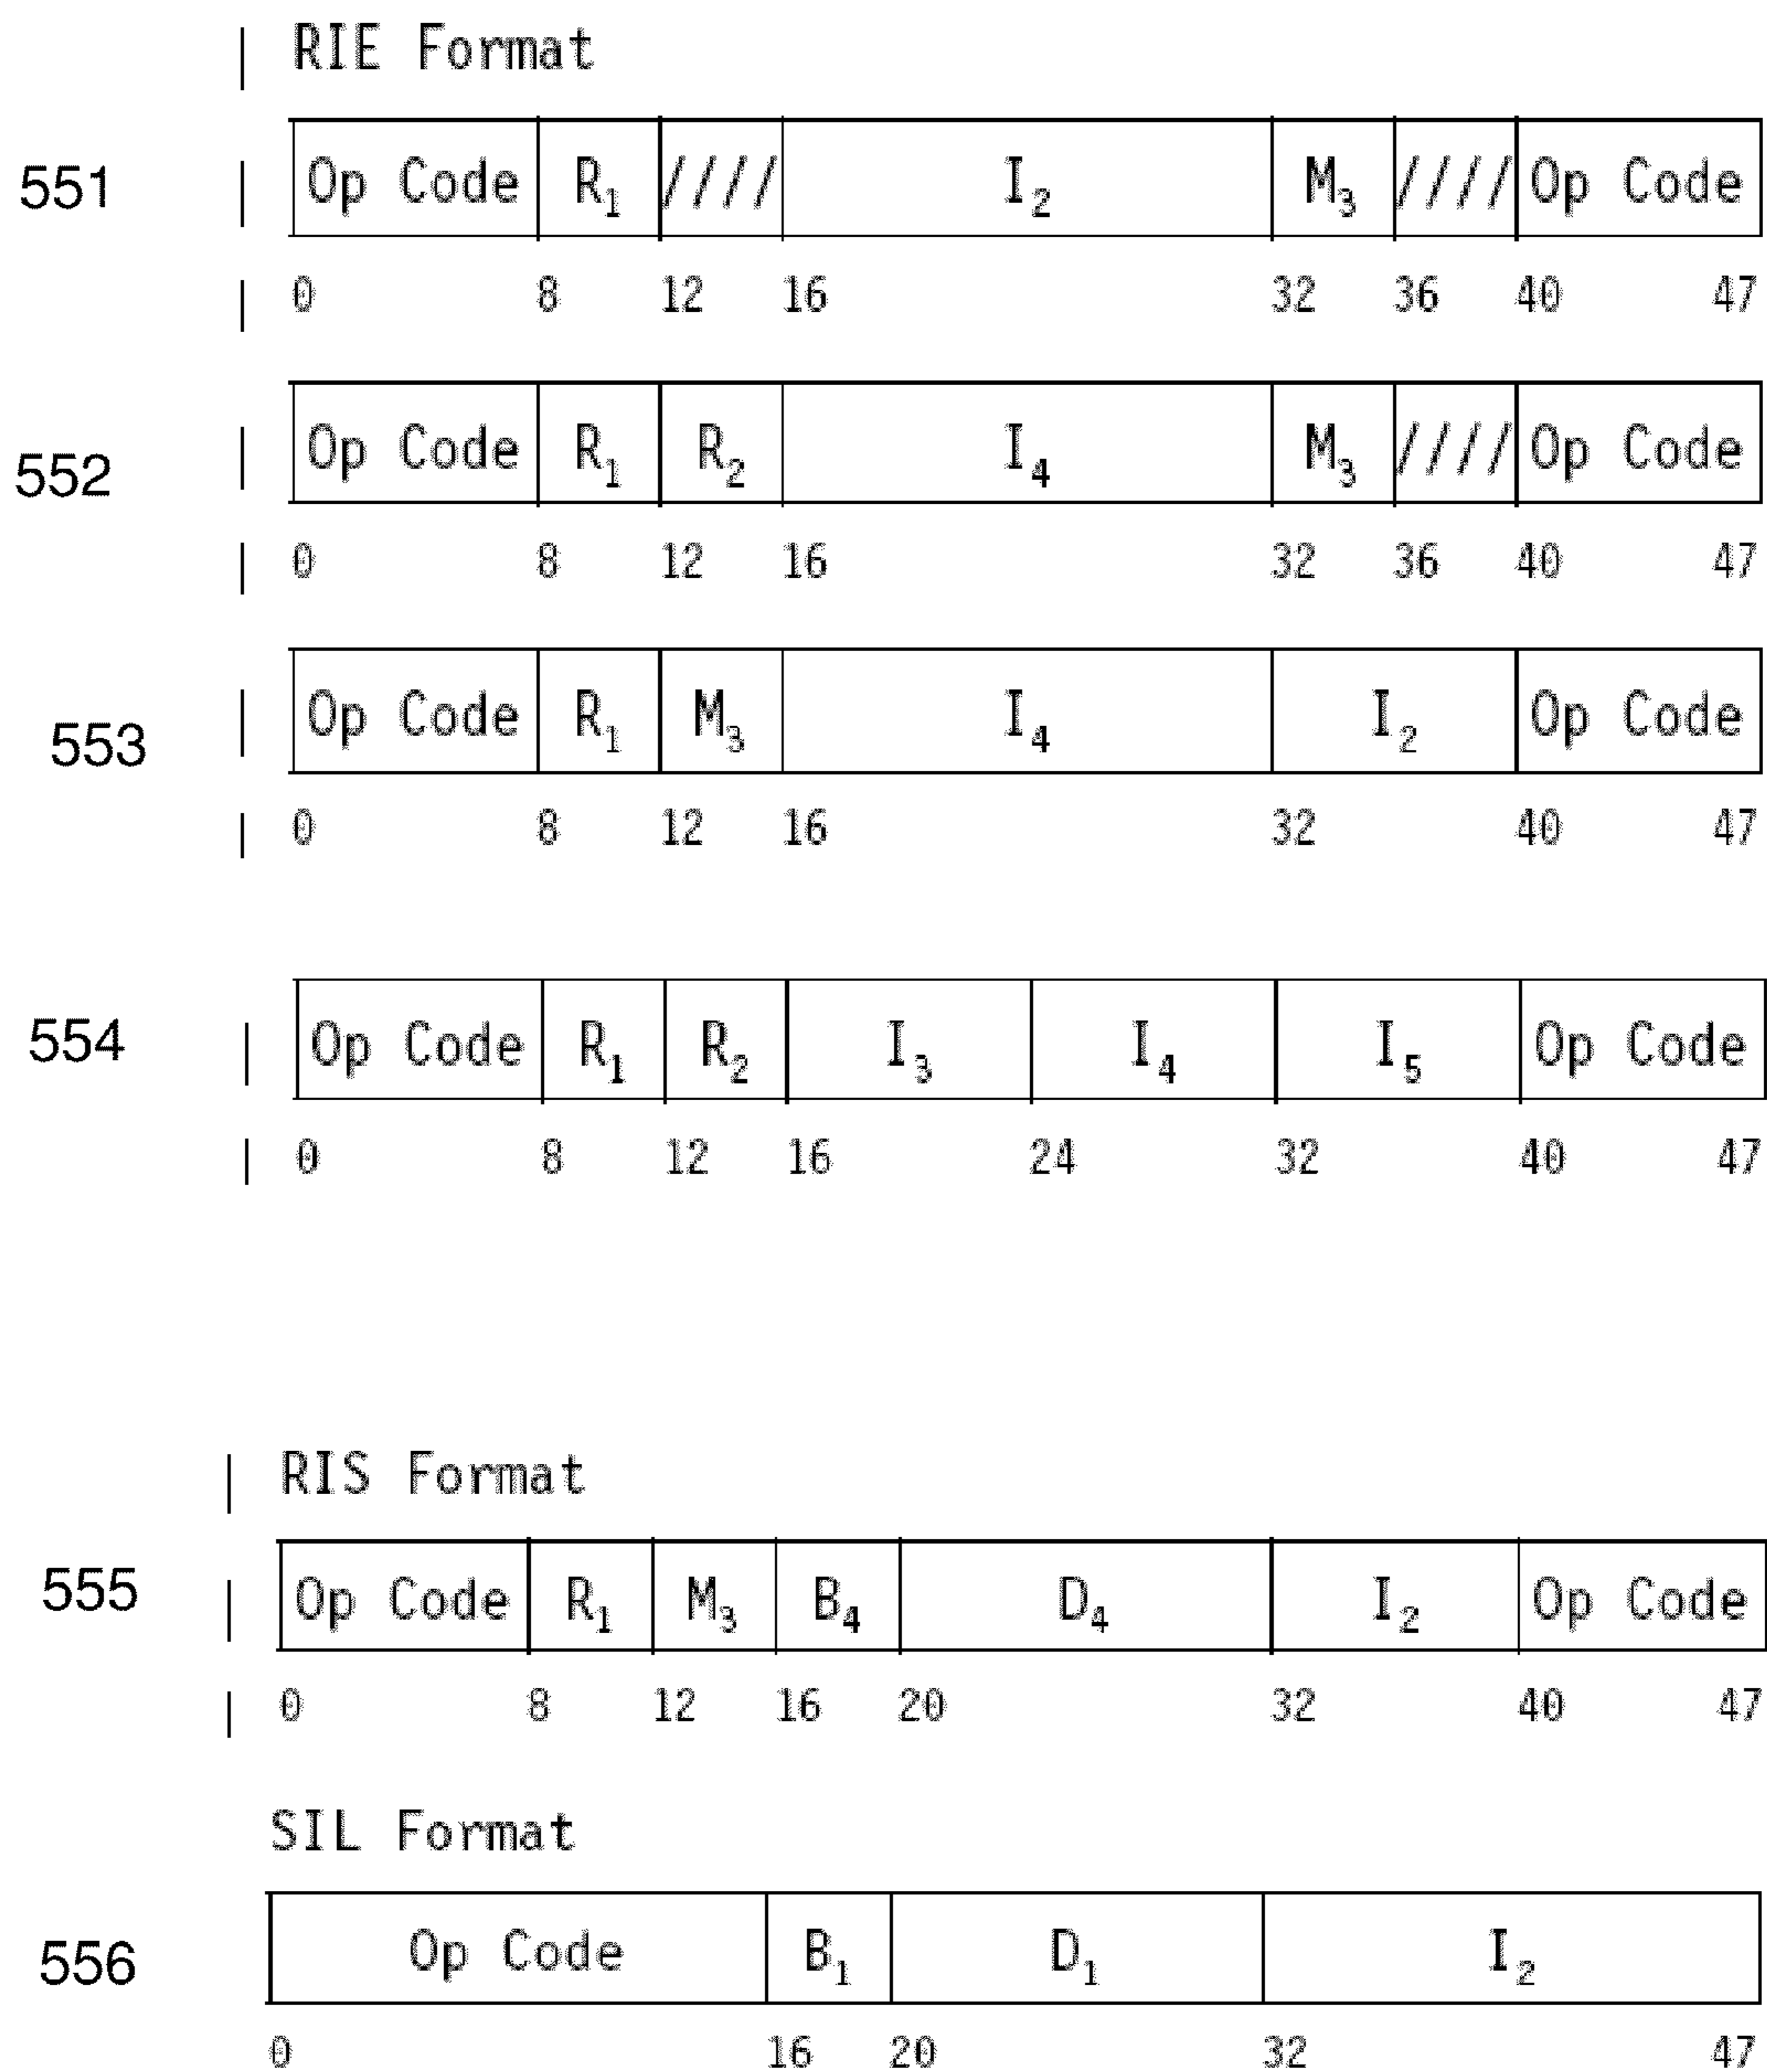 | RIE Format
551 | Op Code R₁ //// I₂ M₃ //// Op Code
| 0 8 12 16 32 36 40 47
552 | Op Code R₁ R₂ I₄ M₃ //// Op Code
| 0 8 12 16 32 36 40 47
553 | Op Code R₁ M₃ I₄ I₂ Op Code
| 0 8 12 16 32 40 47
554 | Op Code R₁ R₂ I₃ I₄ I₅ Op Code
| 0 8 12 16 24 32 40 47
| RIS Format
555 | Op Code R₁ M₃ B₄ D₄ I₂ Op Code
| 0 8 12 16 20 32 40 47
SIL Format
556 Op Code B₁ D₁ I₂
0 16 20 32 47